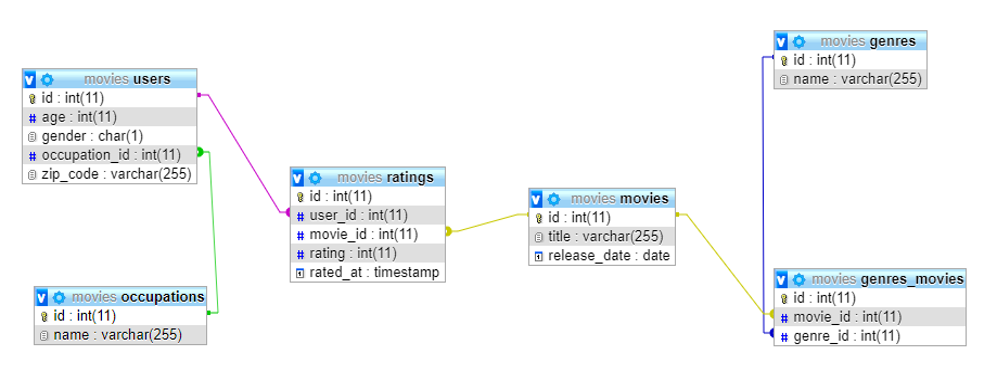 movies users
id : int(11)
age : int(11)
gender : char(1)
occupation_id : int(11)
zip_code : varchar(255)
movies occupations
id : int(11)
name : varchar(255)
movies ratings
id : int(11)
user_id : int(11)
movie_id : int(11)
rating : int(11)
rated_at : timestamp
movies movies
id : int(11)
title : varchar(255)
release_date : date
movies genres
id : int(11)
name : varchar(255)
movies genres_movies
id : int(11)
movie_id : int(11)
genre_id : int(11)